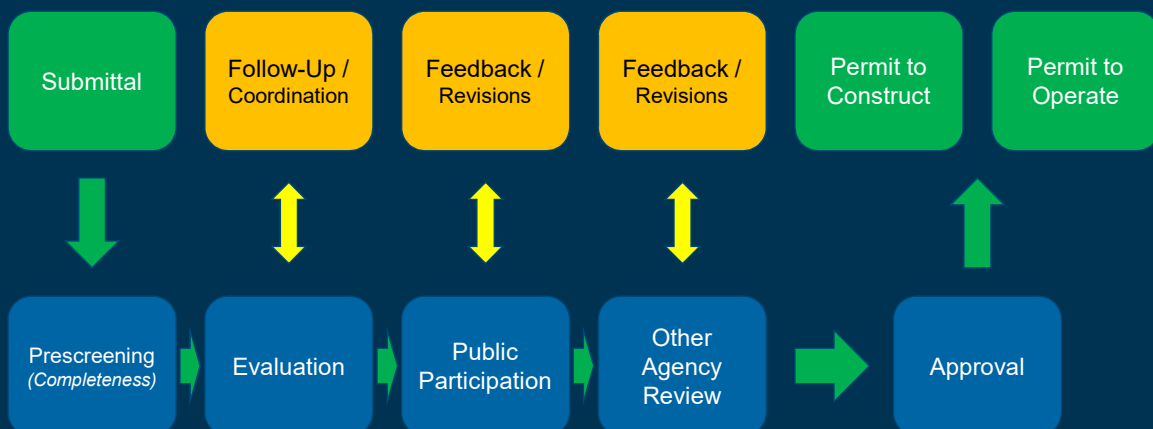 Submittal
Follow-Up /
Coordination
Feedback /
Revisions
Feedback /
Revisions
Permit to
Construct
Permit to
Operate
Prescreening
(Completeness)
Evaluation
Public
Participation
Other
Agency
Review
Approval